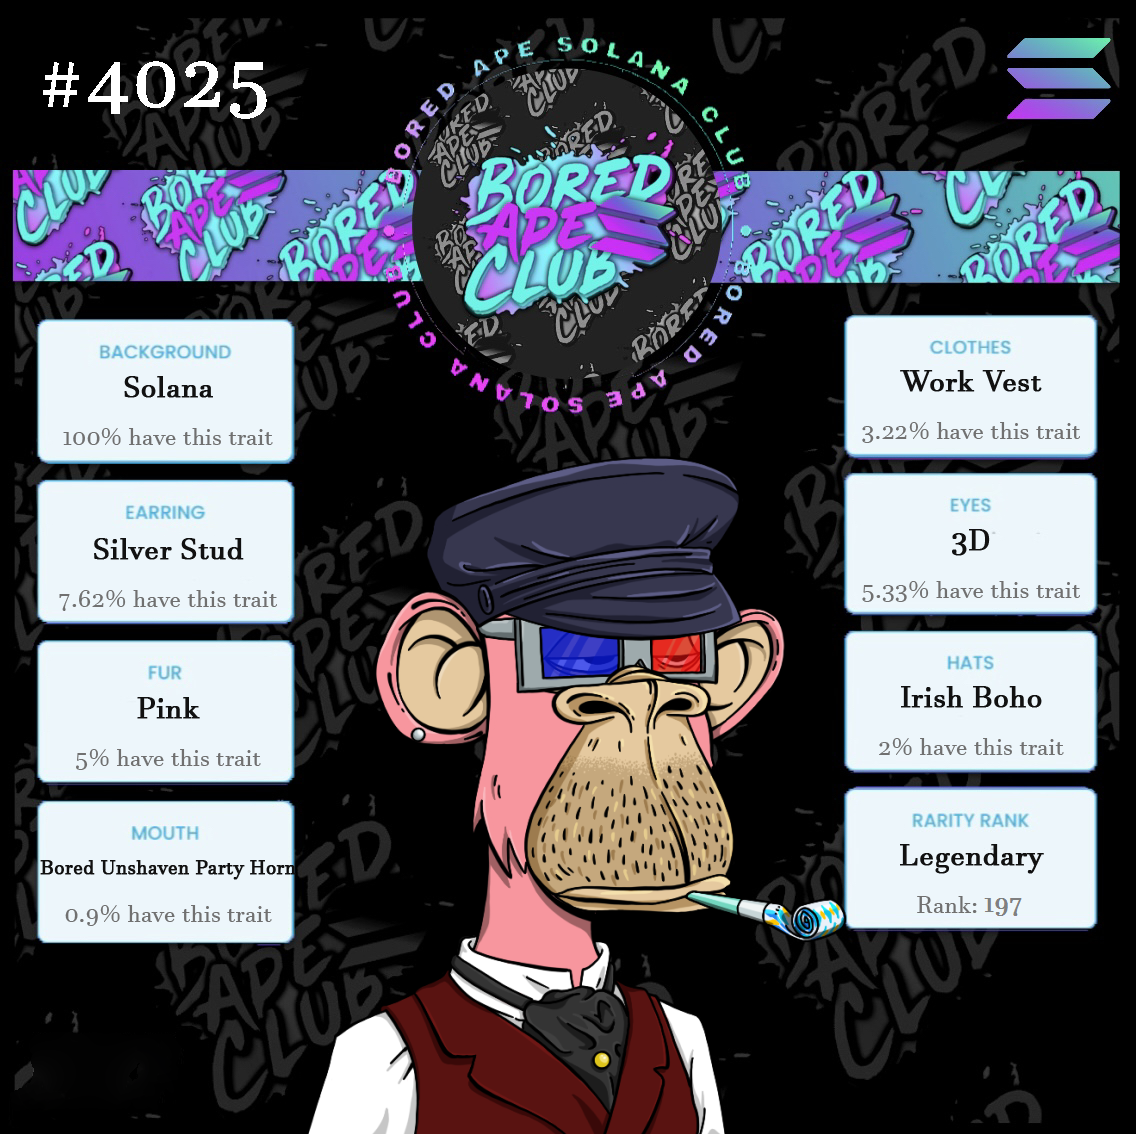 #4025
BORED APE SOLANA CLUB
BORED APE SOLANA CLUB
BORED
APE
CLUB
BACKGROUND
Solana
100% have this trait
EARRING
Silver Stud
7.62% have this trait
FUR
Pink
5% have this trait
MOUTH
Bored Unshaven Party Horn
0.9% have this trait
CLOTHES
Work Vest
3.22% have this trait
EYES
3D
5.33% have this trait
HATS
Irish Boho
2% have this trait
RARITY RANK
Legendary
Rank: 197